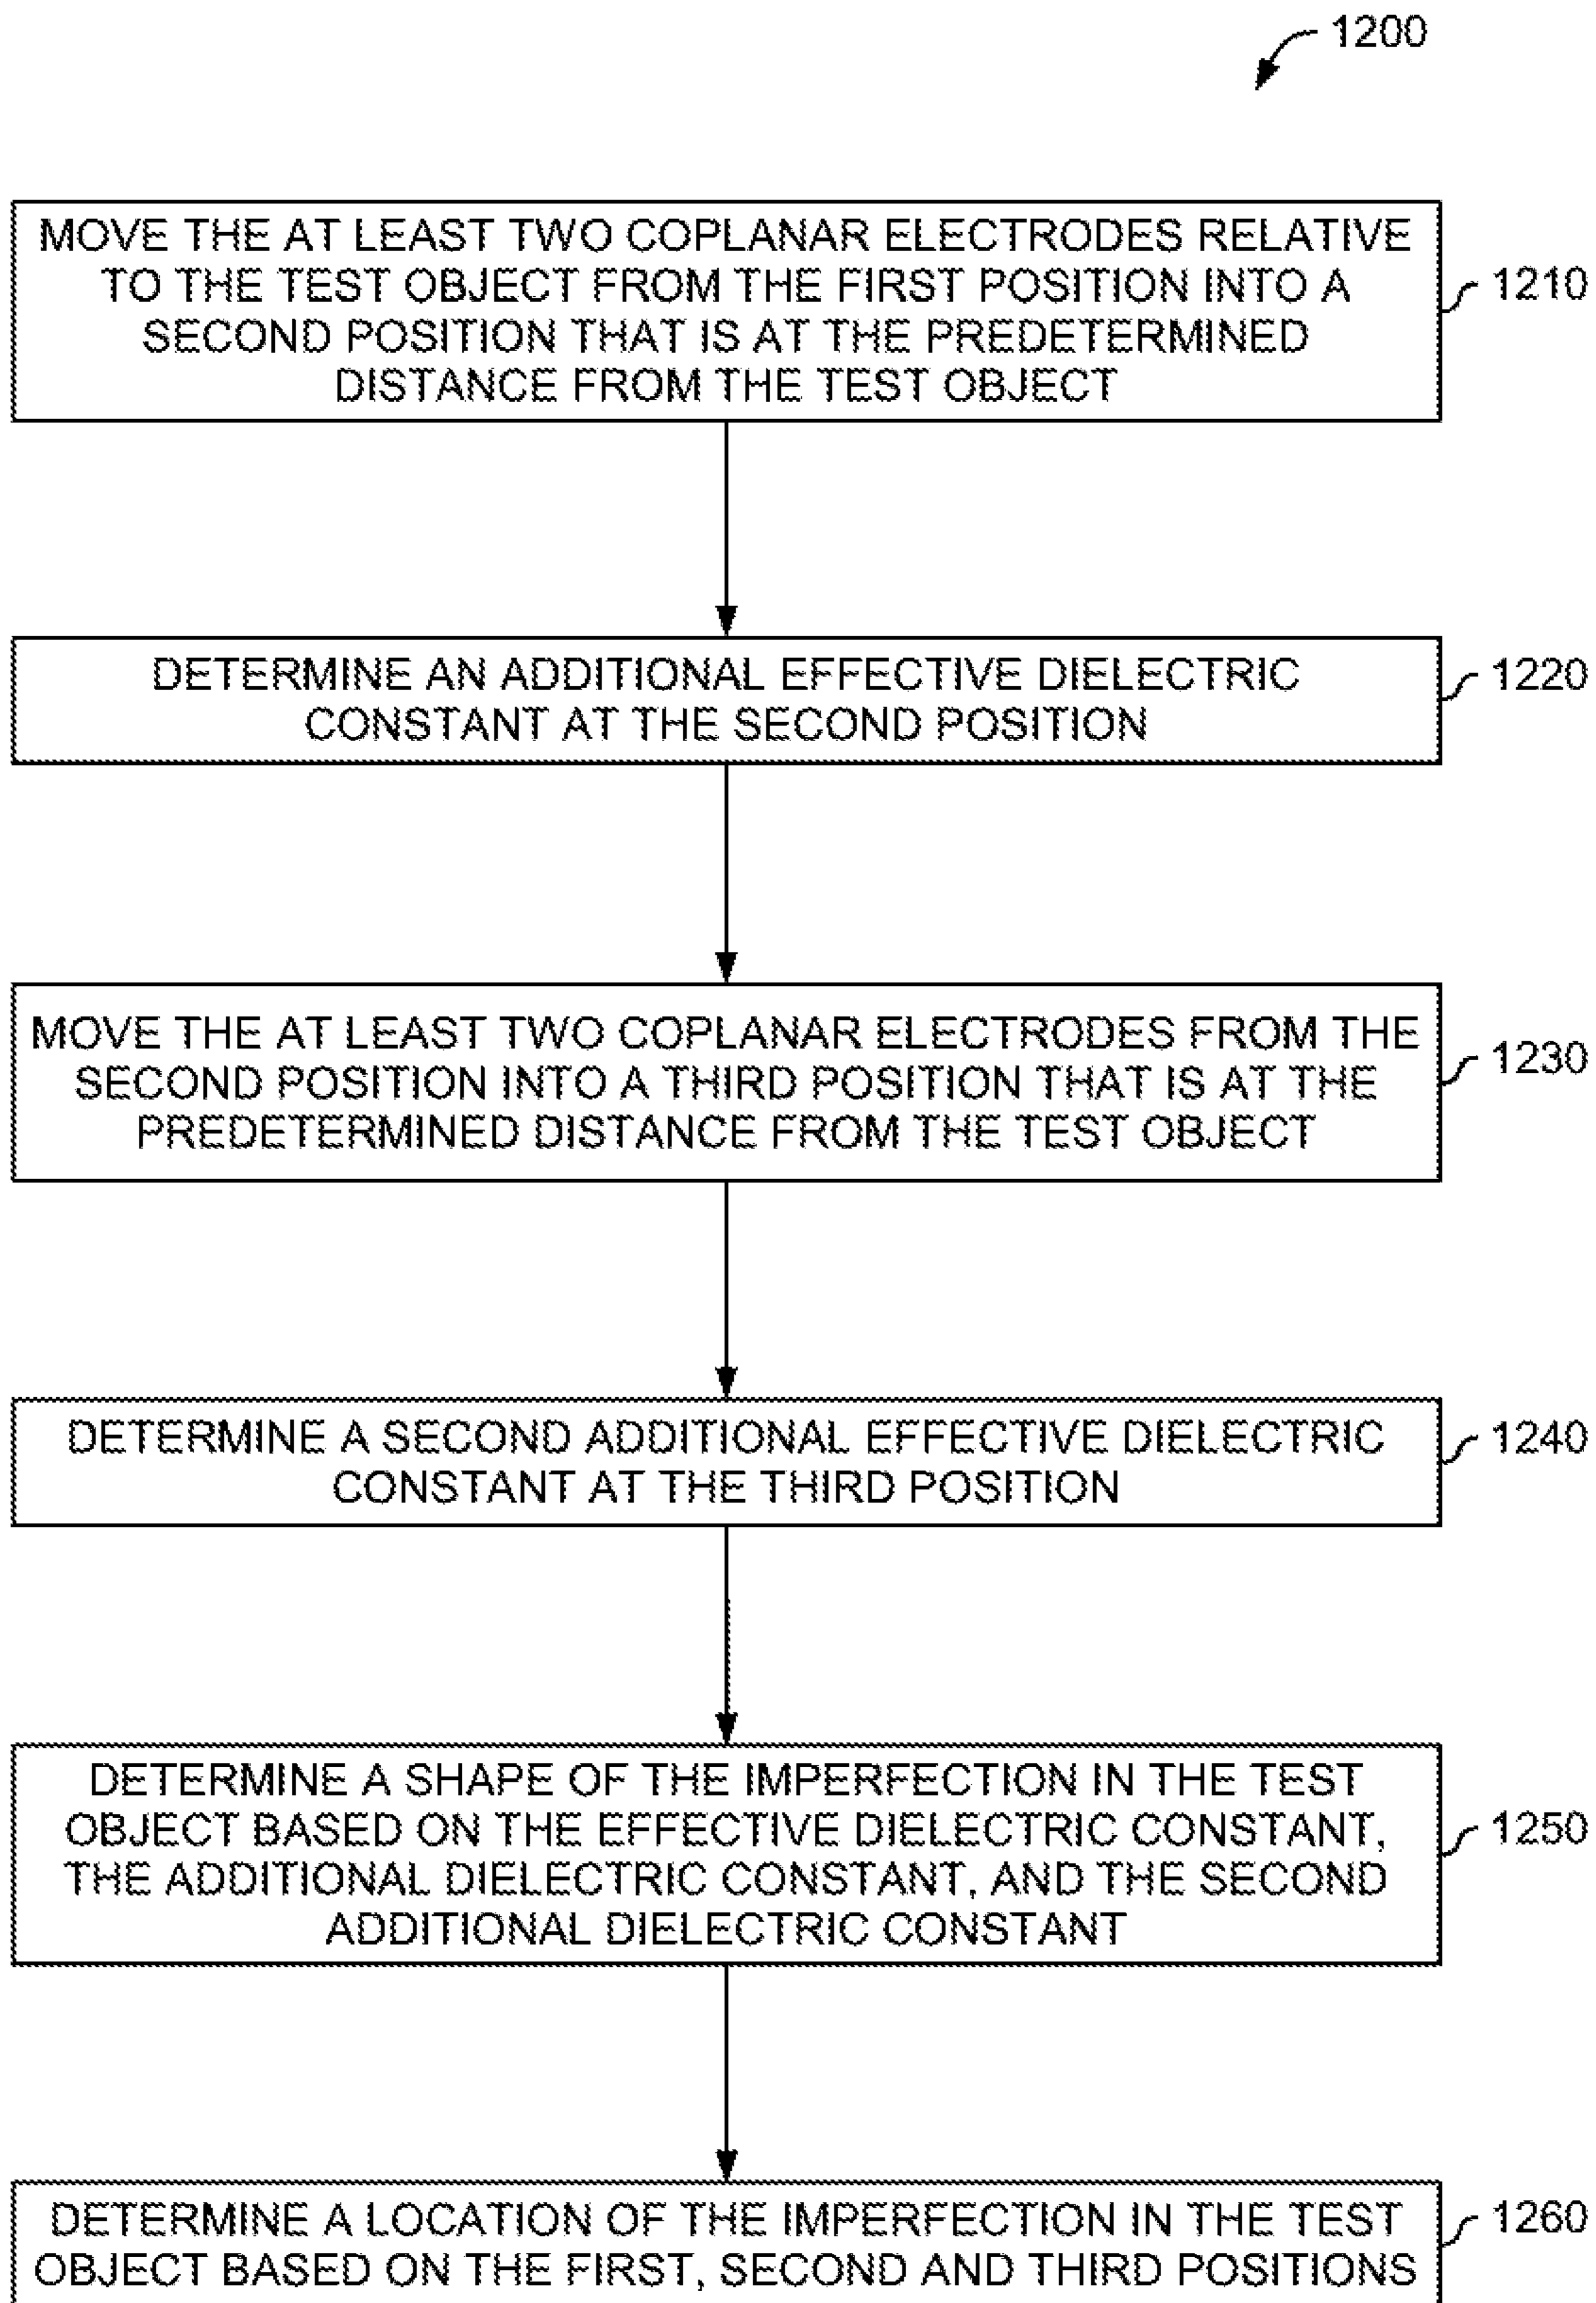 1200
MOVE THE AT LEAST TWO COPLANAR ELECTRODES RELATIVE
TO THE TEST OBJECT FROM THE FIRST POSITION INTO A
SECOND POSITION THAT IS AT THE PREDETERMINED
DISTANCE FROM THE TEST OBJECT
1210
DETERMINE AN ADDITIONAL EFFECTIVE DIELECTRIC
CONSTANT AT THE SECOND POSITION
1220
MOVE THE AT LEAST TWO COPLANAR ELECTRODES FROM THE
SECOND POSITION INTO A THIRD POSITION THAT IS AT THE
PREDETERMINED DISTANCE FROM THE TEST OBJECT
1230
DETERMINE A SECOND ADDITIONAL EFFECTIVE DIELECTRIC
CONSTANT AT THE THIRD POSITION
1240
DETERMINE A SHAPE OF THE IMPERFECTION IN THE TEST
OBJECT BASED ON THE EFFECTIVE DIELECTRIC CONSTANT,
THE ADDITIONAL DIELECTRIC CONSTANT, AND THE SECOND
ADDITIONAL DIELECTRIC CONSTANT
1250
DETERMINE A LOCATION OF THE IMPERFECTION IN THE TEST
OBJECT BASED ON THE FIRST, SECOND AND THIRD POSITIONS
1260